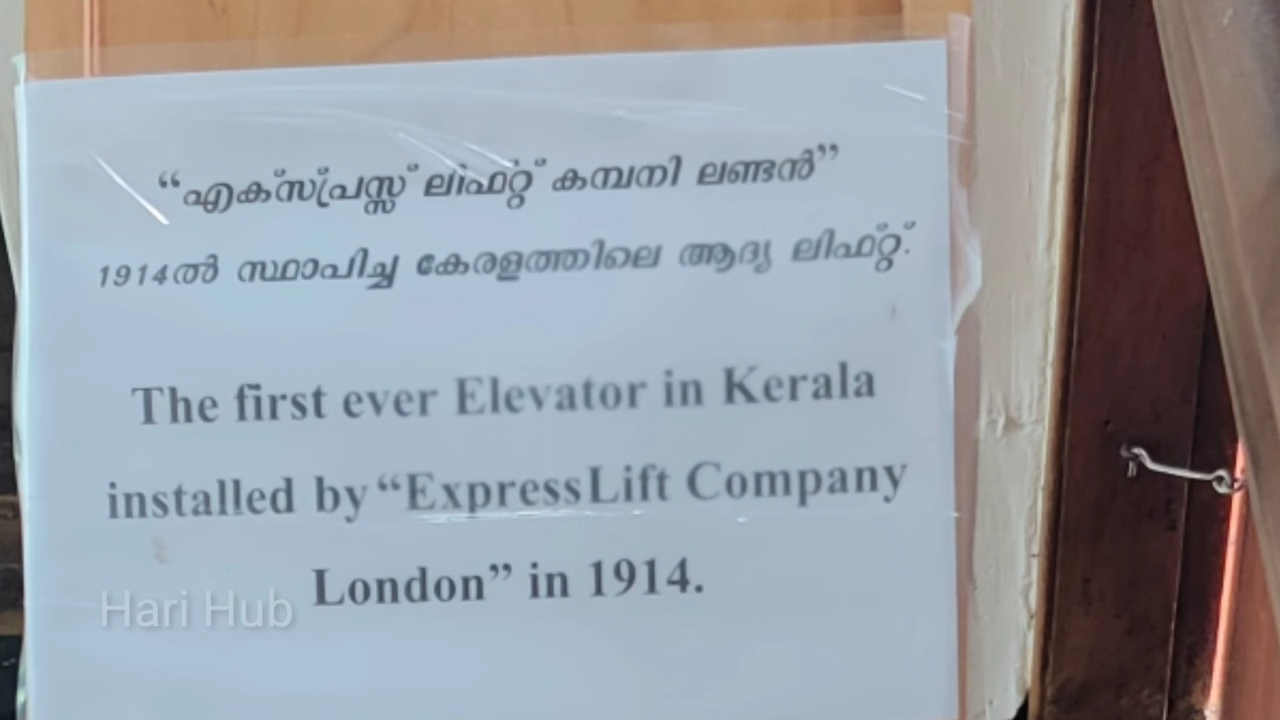 “എക്സ്പ്രസ്സ് ലിഫ്റ്റ് കമ്പനി ലണ്ടൻ”
1914ൽ സ്ഥാപിച്ച കേരളത്തിലെ ആദ്യ ലിഫ്റ്റ്.
The first ever Elevator in Kerala
installed by “ExpressLift Company
London” in 1914.
Hari Hub